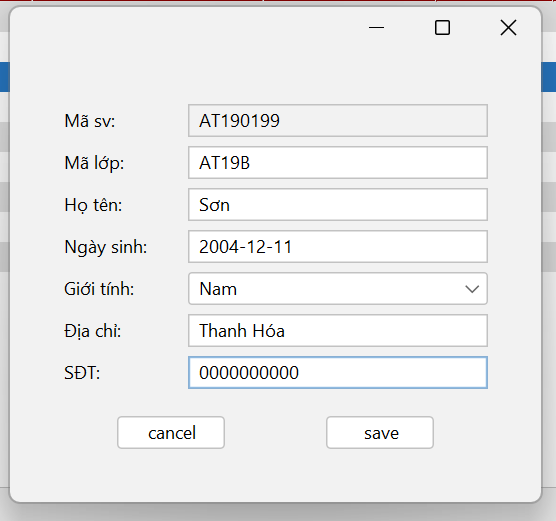 Mã sv: AT190199
Mã lớp: AT19B
Họ tên: Sơn
Ngày sinh: 2004-12-11
Giới tính: Nam
Địa chỉ: Thanh Hóa
SĐT: 0000000000
cancel save